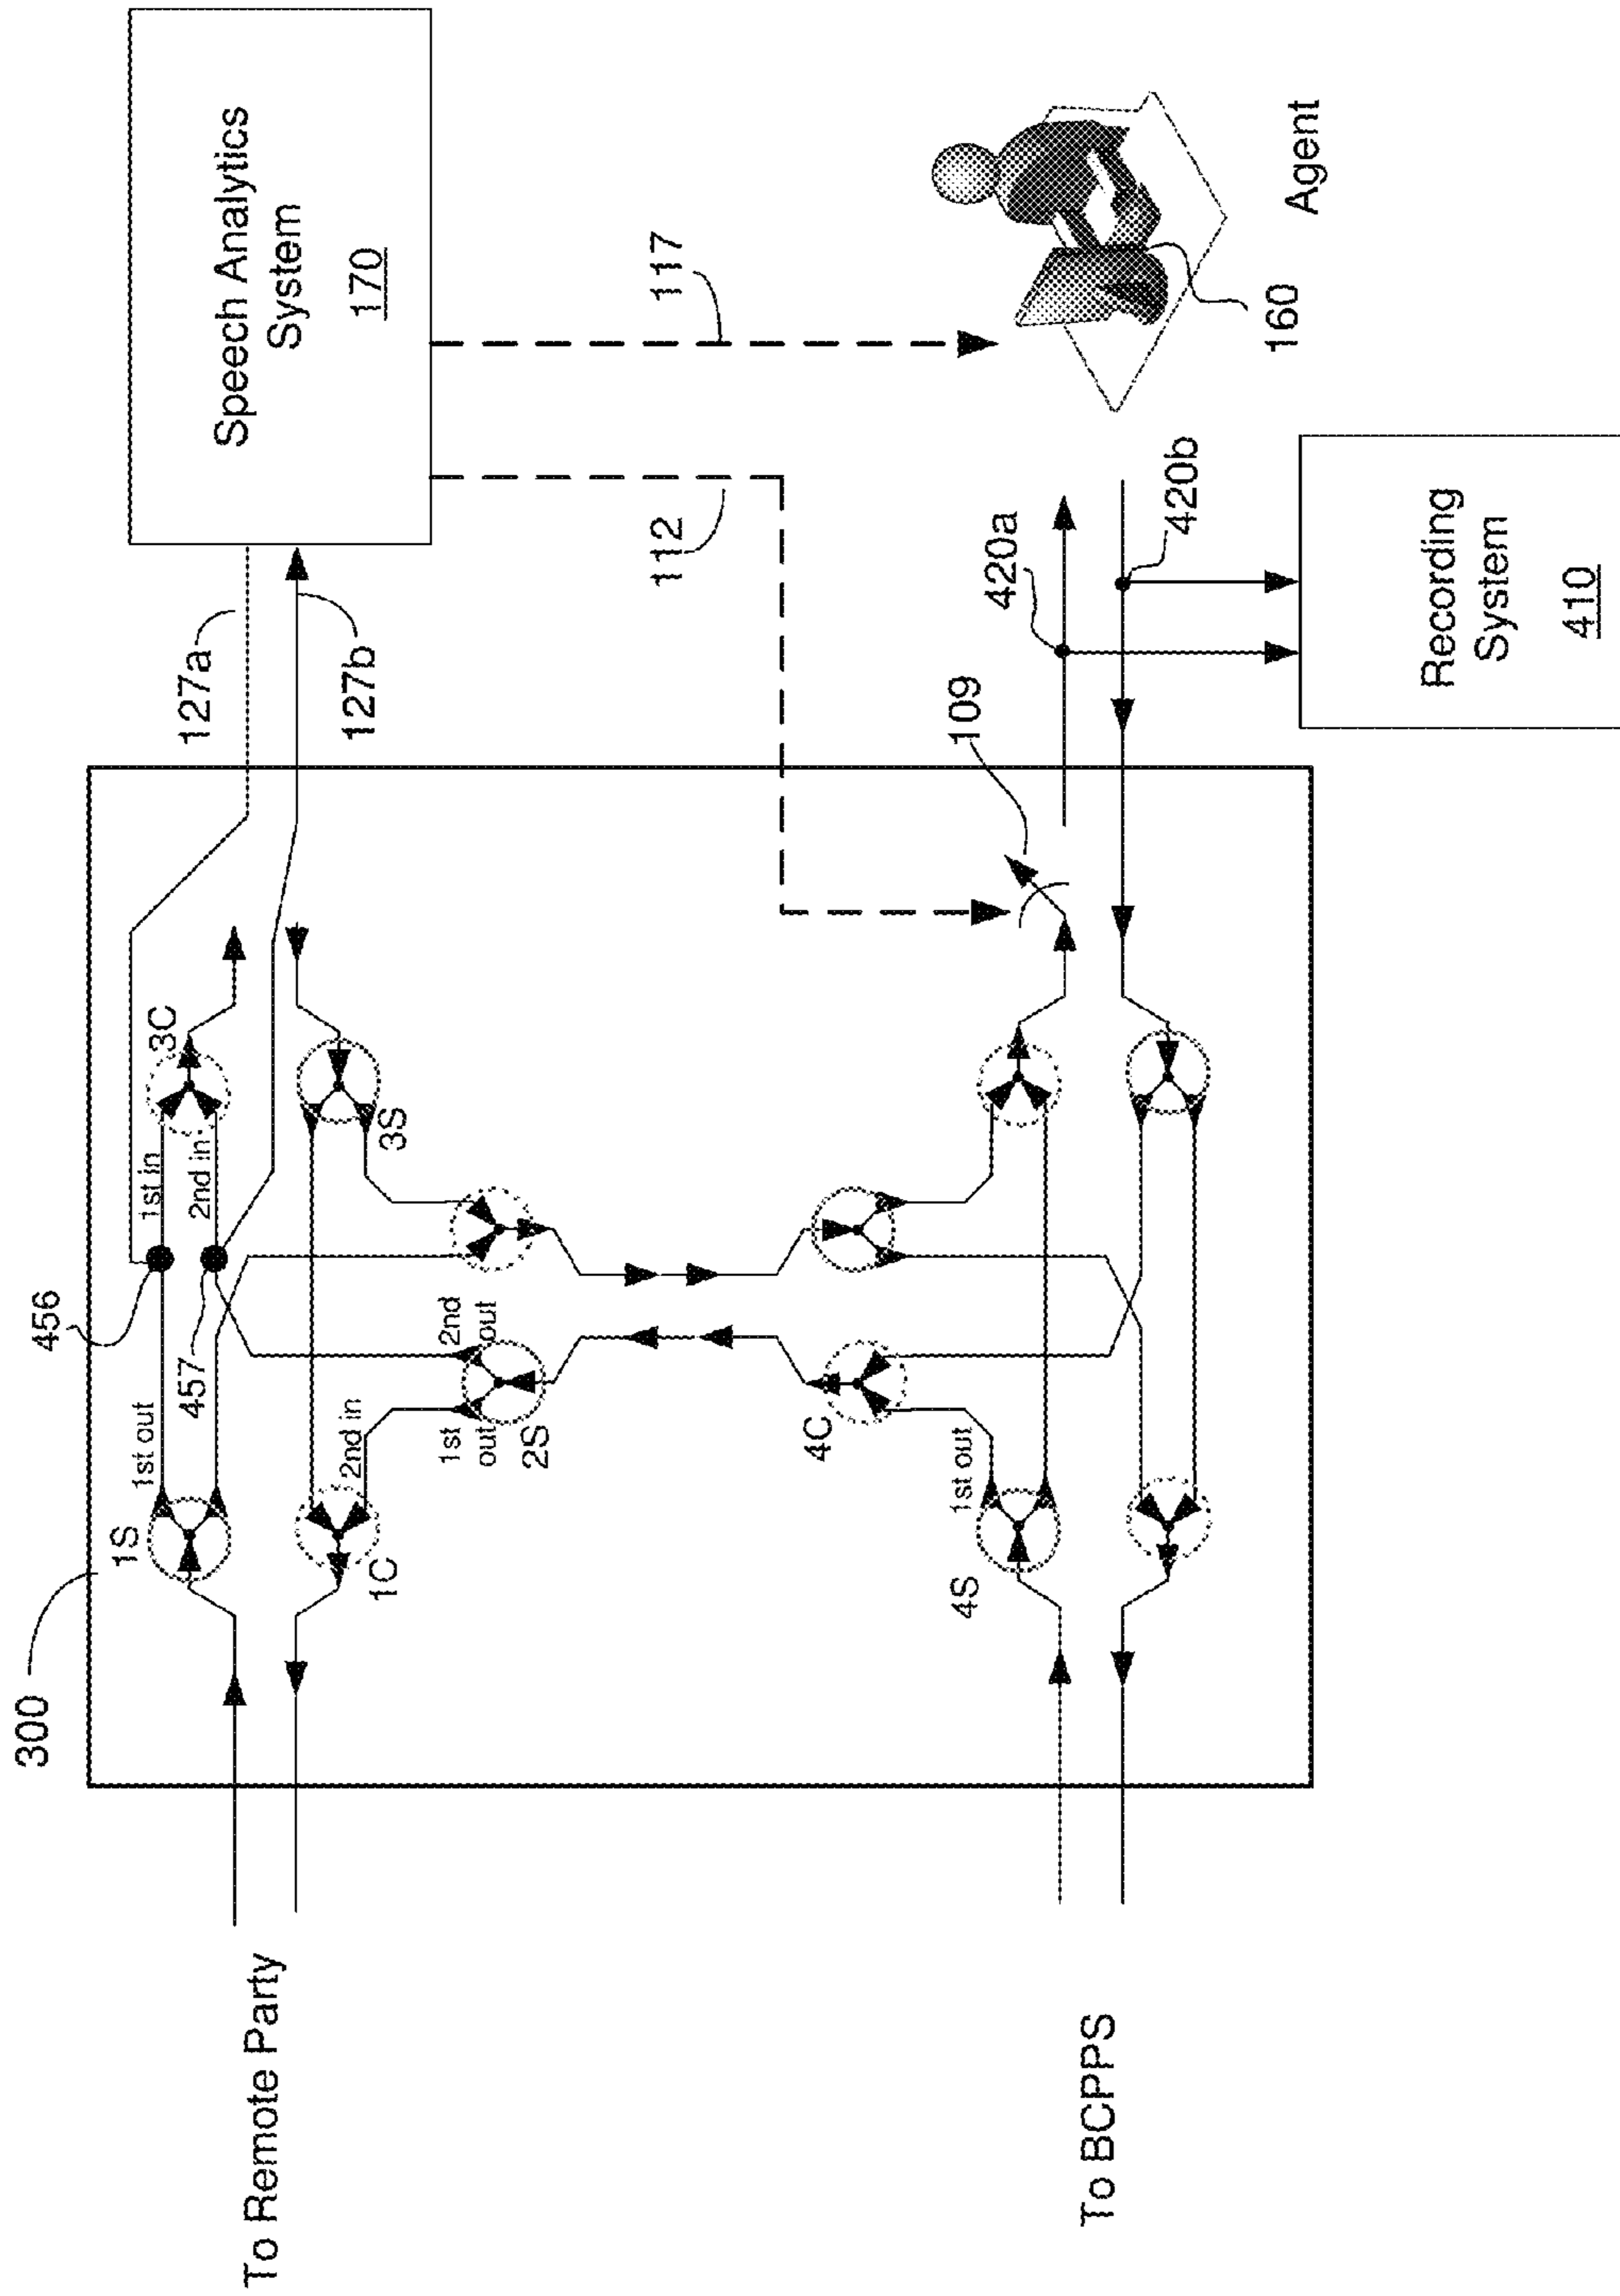 Speech Analytics
System
170
117
112
127a
127b
300
456
457
1S
1st out
1st in
3C
2nd in
3S
1C
2nd in
1st
out
2nd
out
2S
4C
1st out
4S
109
420a
420b
160
Agent
Recording
System
410
To Remote Party
To BCPPS